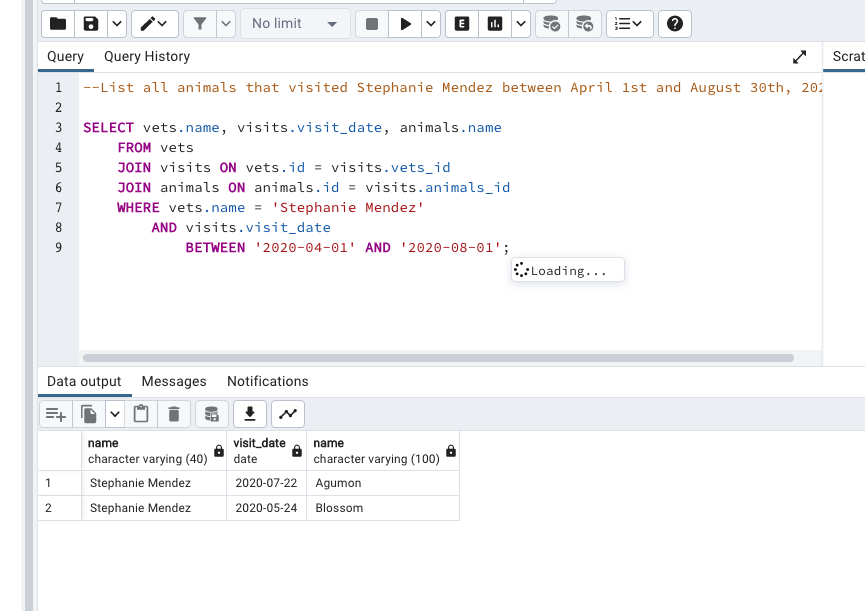 No limit
E
Query Query History
Scrat
1 --List all animals that visited Stephanie Mendez between April 1st and August 30th, 202
2
3 SELECT vets.name, visits.visit_date, animals.name
4 FROM vets
5 JOIN visits ON vets.id = visits.vets_id
6 JOIN animals ON animals.id = visits.animals_id
7 WHERE vets.name = 'Stephanie Mendez'
8 AND visits.visit_date
9 BETWEEN '2020-04-01' AND '2020-08-01';
Loading...
Data output Messages Notifications
name visit_date name
character varying (40) date character varying (100)
1 Stephanie Mendez 2020-07-22 Agumon
2 Stephanie Mendez 2020-05-24 Blossom